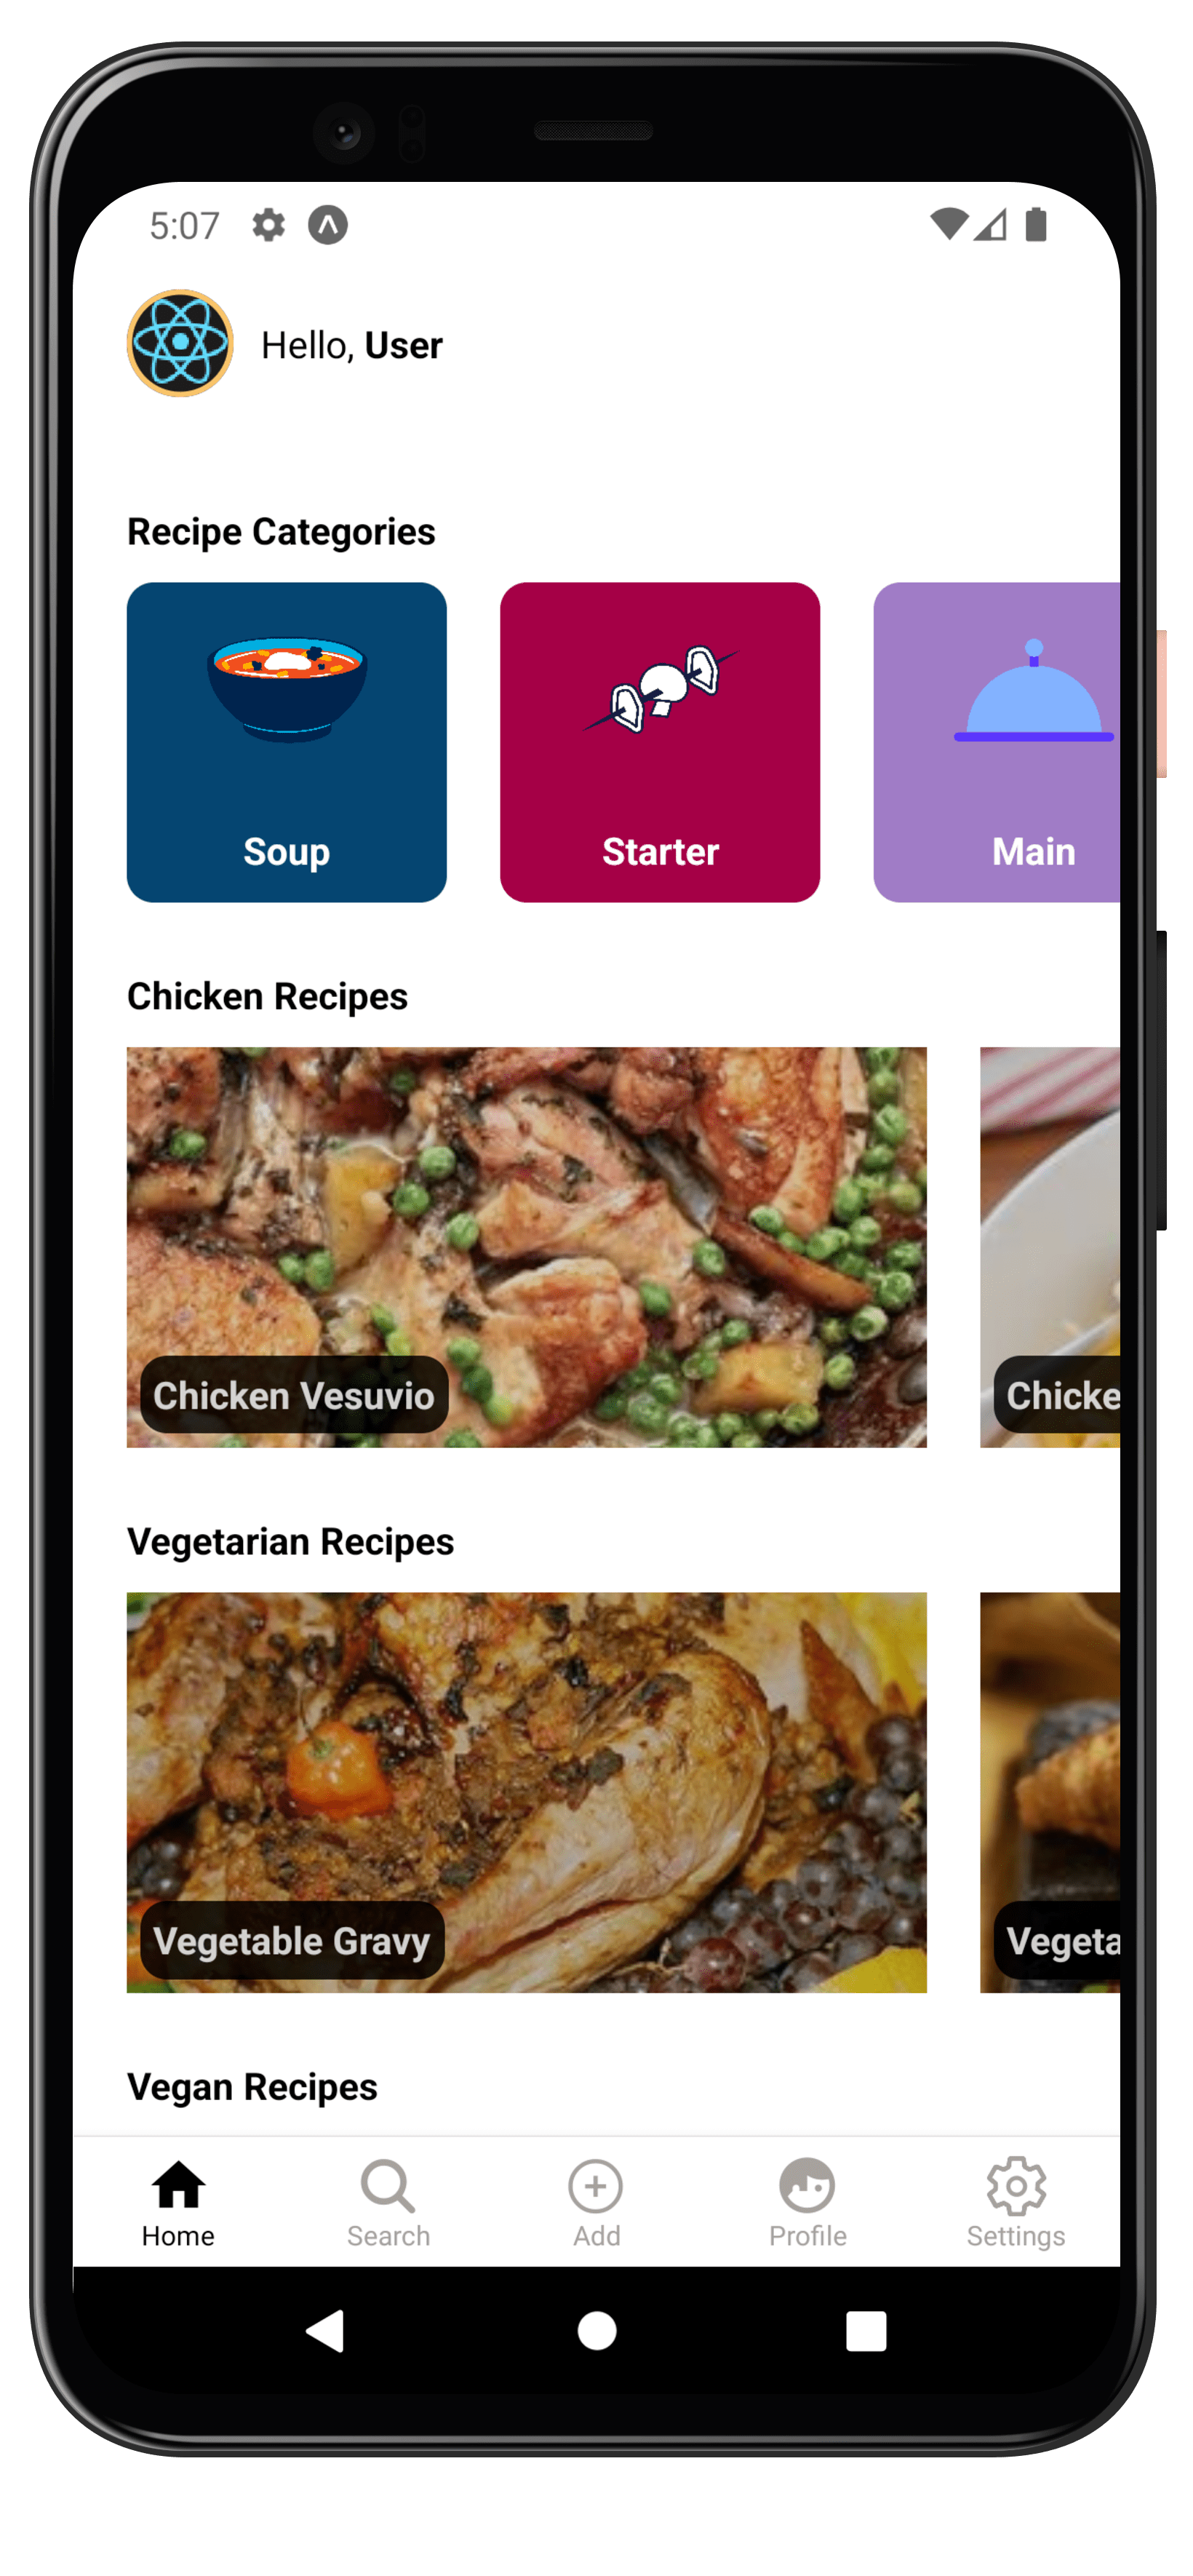 5:07
Hello, User
Recipe Categories
Soup
Starter
Main
Chicken Recipes
Chicken Vesuvio
Chicke
Vegetarian Recipes
Vegetable Gravy
Vegeta
Vegan Recipes
Home
Search
Add
Profile
Settings